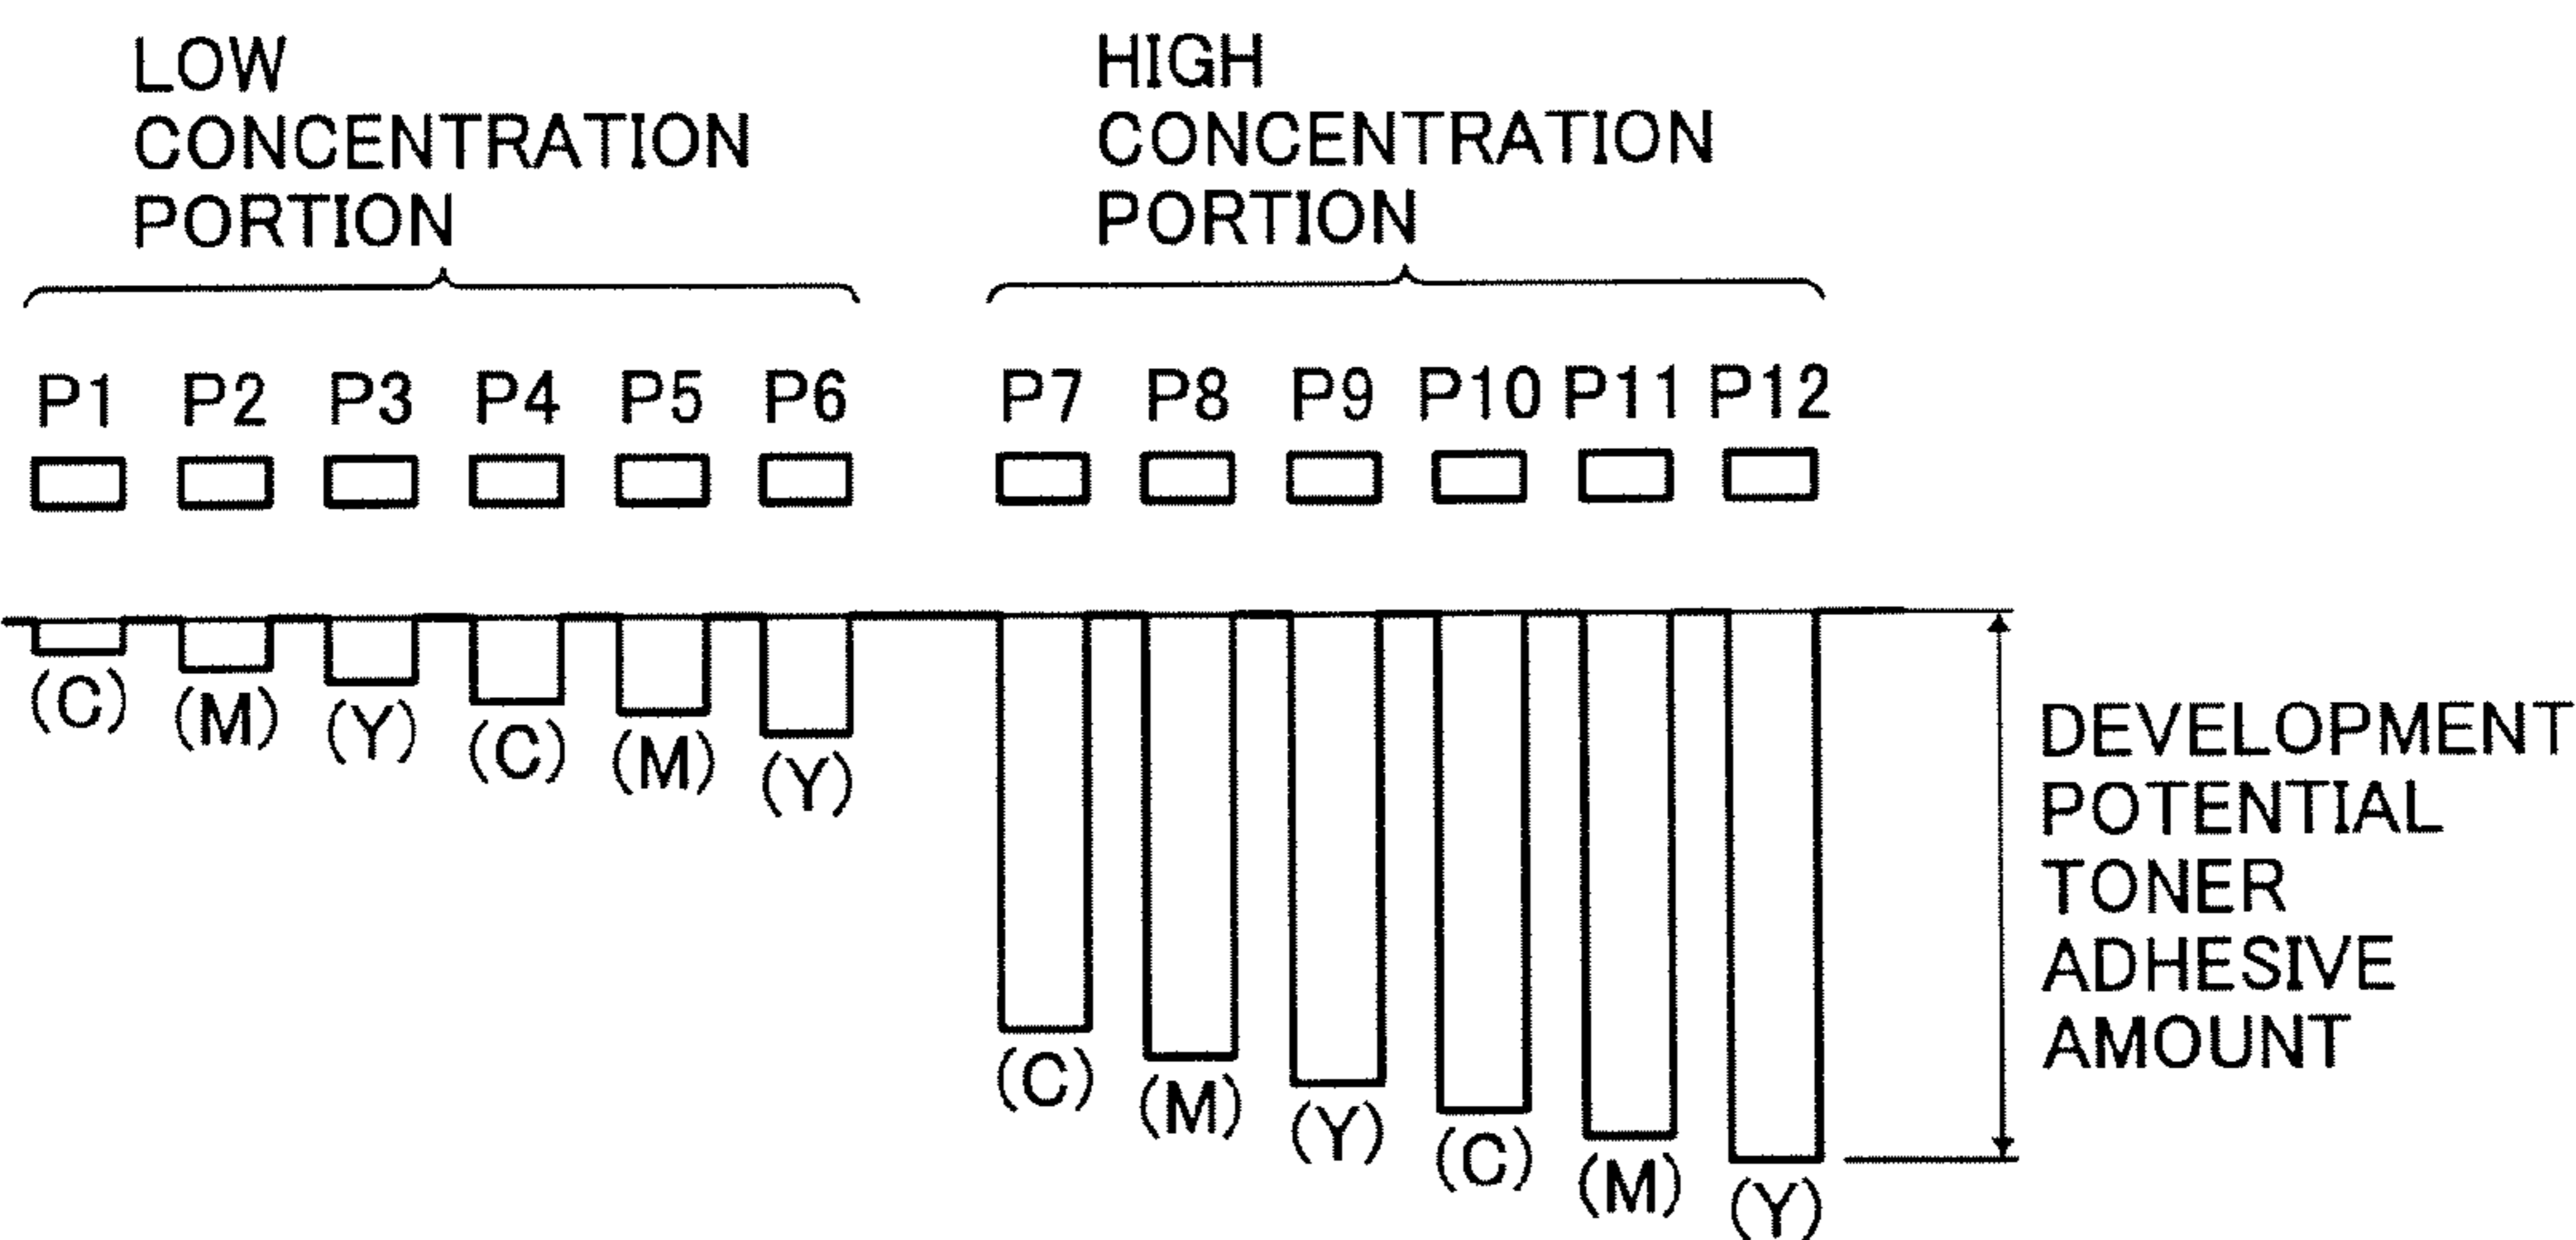 LOW
CONCENTRATION
PORTION
HIGH
CONCENTRATION
PORTION
P1 P2 P3 P4 P5 P6 P7 P8 P9 P10 P11 P12
(C) (M) (Y) (C) (M) (Y)
(C) (M) (Y) (C) (M) (Y)
DEVELOPMENT
POTENTIAL
TONER
ADHESIVE
AMOUNT